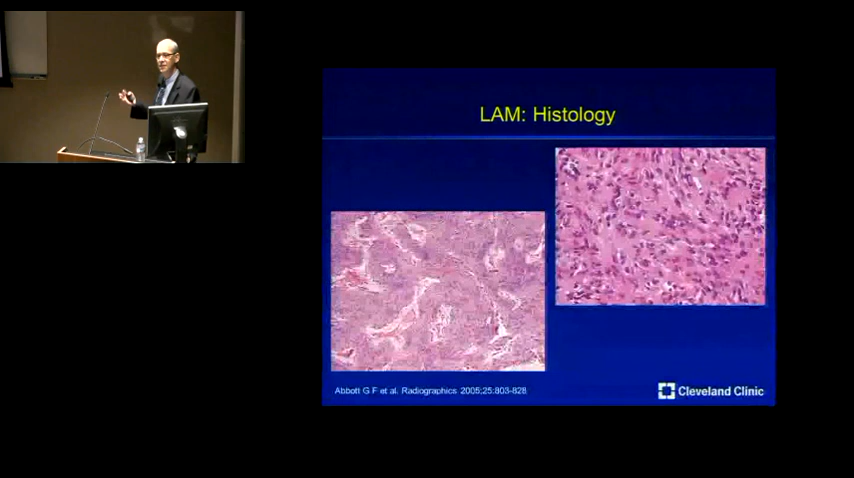 LAM: Histology
Abbott G F et al. Radiographics 2005;25:803-828
Cleveland Clinic